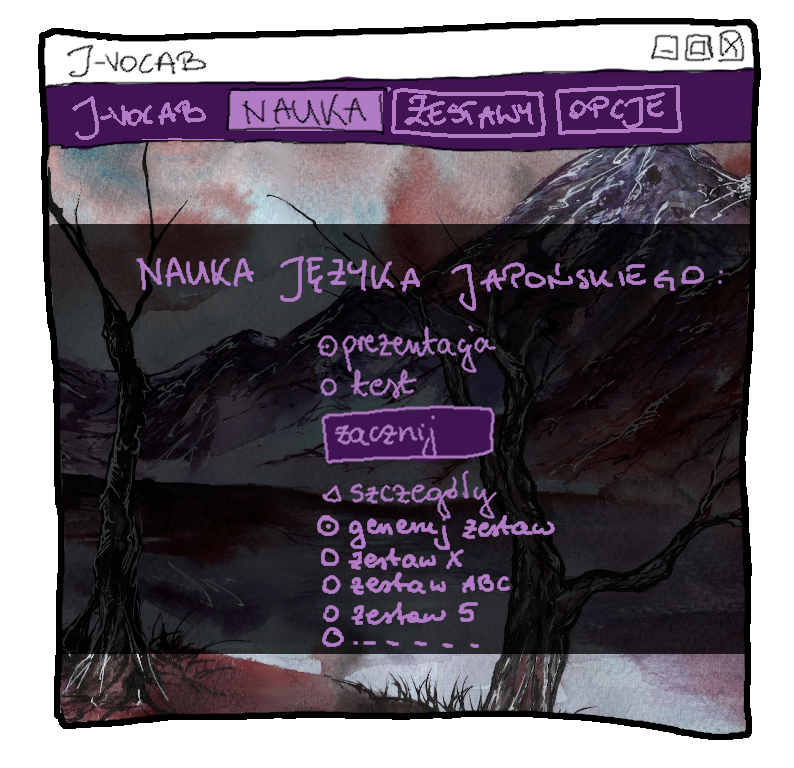 J-VOCAB
J-VOCAB NAUKA ZESTAWY OPCJE
NAUKA JĘZYKA JAPOŃSKIEGO:
prezentacja
test
zacznij
szczegóły
generuj zestaw
zestaw X
zestaw ABC
zestaw 5